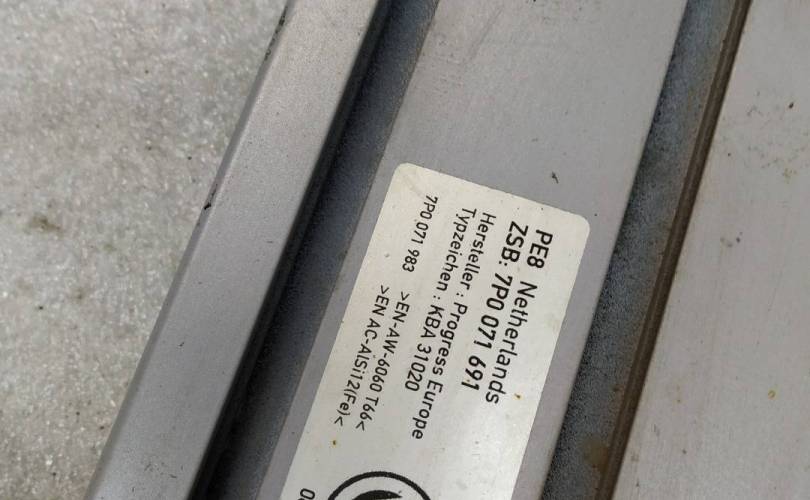 PE8 Netherlands
ZSB: 7P0 071 691
Hersteller : Progress Europe
Typzeichen : KBA 31020
7P0 071 983 >EN-AW-6060 T66<
>EN AC-AlSi12(Fe)<